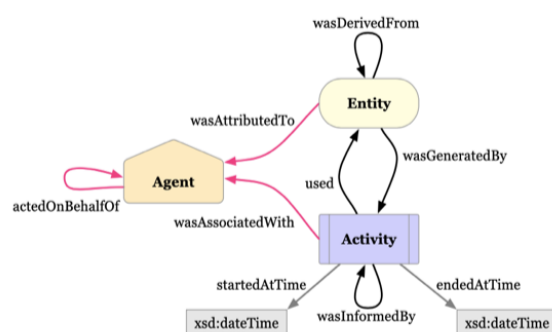 wasDerivedFrom
Entity
wasAttributedTo
wasGeneratedBy
Agent
used
actedOnBehalfOf
wasAssociatedWith
Activity
startedAtTime
endedAtTime
wasInformedBy
xsd:dateTime
xsd:dateTime